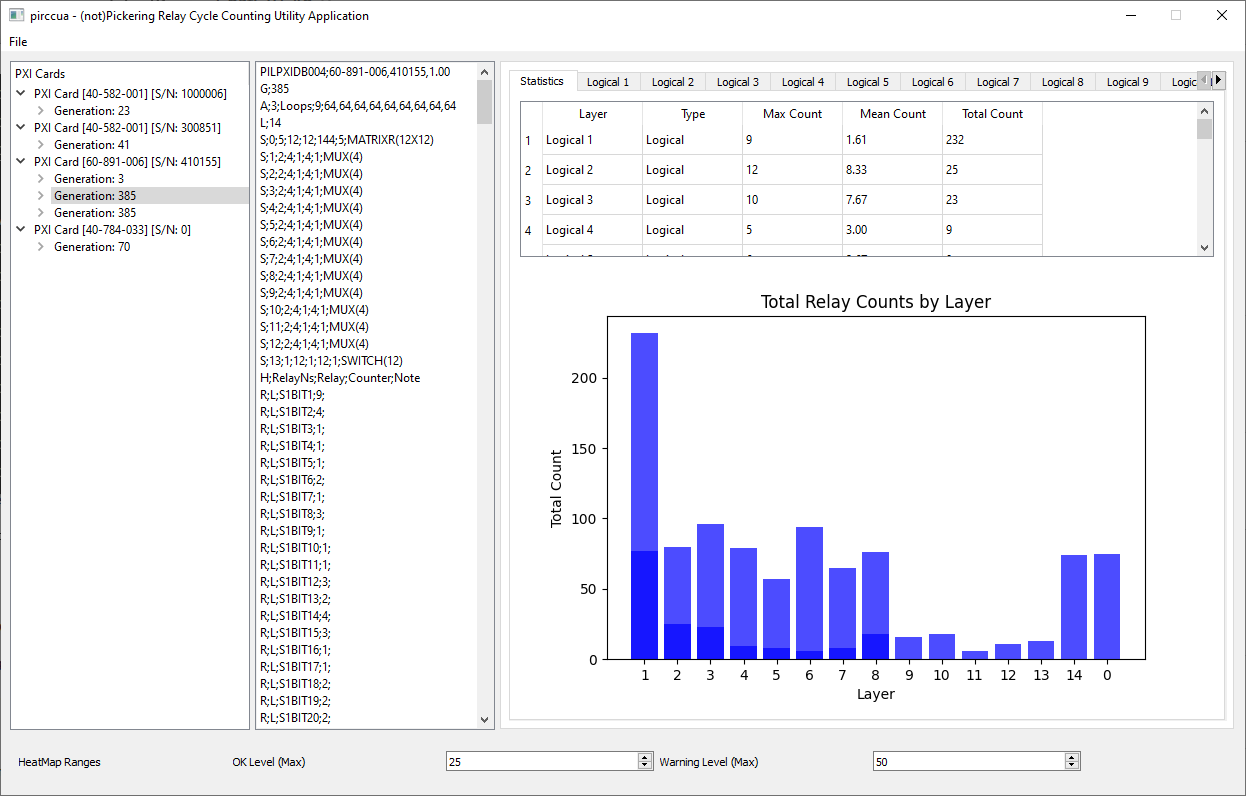 pirccua - (not)Pickering Relay Cycle Counting Utility Application
File
PXI Cards
PXI Card [40-582-001] [S/N: 1000006]
Generation: 23
PXI Card [40-582-001] [S/N: 300851]
Generation: 41
PXI Card [60-891-006] [S/N: 410155]
Generation: 3
Generation: 385
Generation: 385
PXI Card [40-784-033] [S/N: 0]
Generation: 70
PILPXIDB004;60-891-006,410155,1.00
G;385
A;3;Loops;9;64,64,64,64,64,64,64,64,64
L;14
S;0;5;12;12;144;5;MATRIXR(12X12)
S;1;2;4;1;4;1;MUX(4)
S;2;2;4;1;4;1;MUX(4)
S;3;2;4;1;4;1;MUX(4)
S;4;2;4;1;4;1;MUX(4)
S;5;2;4;1;4;1;MUX(4)
S;6;2;4;1;4;1;MUX(4)
S;7;2;4;1;4;1;MUX(4)
S;8;2;4;1;4;1;MUX(4)
S;9;2;4;1;4;1;MUX(4)
S;10;2;4;1;4;1;MUX(4)
S;11;2;4;1;4;1;MUX(4)
S;12;2;4;1;4;1;MUX(4)
S;13;1;12;1;12;1;SWITCH(12)
H;RelayNs;Relay;Counter;Note
R;L;S1BIT1;9;
R;L;S1BIT2;4;
R;L;S1BIT3;1;
R;L;S1BIT4;1;
R;L;S1BIT5;1;
R;L;S1BIT6;2;
R;L;S1BIT7;1;
R;L;S1BIT8;3;
R;L;S1BIT9;1;
R;L;S1BIT10;1;
R;L;S1BIT11;1;
R;L;S1BIT12;3;
R;L;S1BIT13;2;
R;L;S1BIT14;4;
R;L;S1BIT15;3;
R;L;S1BIT16;1;
R;L;S1BIT17;1;
R;L;S1BIT18;2;
R;L;S1BIT19;2;
R;L;S1BIT20;2;
Statistics Logical 1 Logical 2 Logical 3 Logical 4 Logical 5 Logical 6 Logical 7 Logical 8 Logical 9
Layer Type Max Count Mean Count Total Count
1 Logical 1 Logical 9 1.61 232
2 Logical 2 Logical 12 8.33 25
3 Logical 3 Logical 10 7.67 23
4 Logical 4 Logical 5 3.00 9
Total Relay Counts by Layer
200
150
100
50
0
Total Count
1 2 3 4 5 6 7 8 9 10 11 12 13 14 0
Layer
HeatMap Ranges OK Level (Max) 25 Warning Level (Max) 50